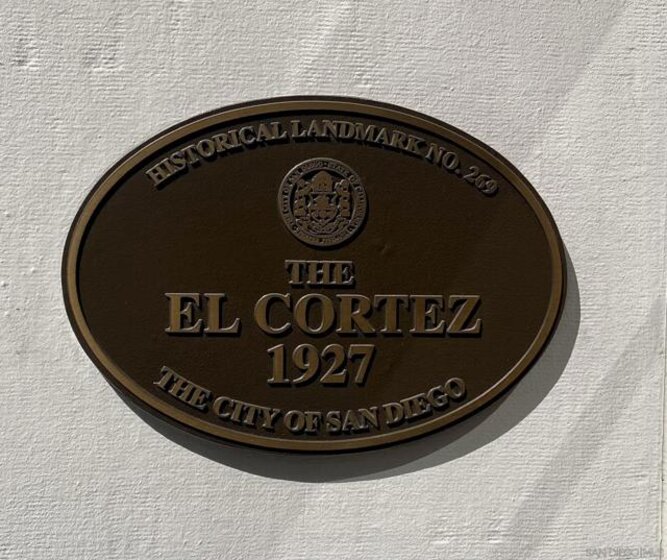 HISTORICAL LANDMARK NO. 269
THE
EL CORTEZ
1927
THE CITY OF SAN DIEGO